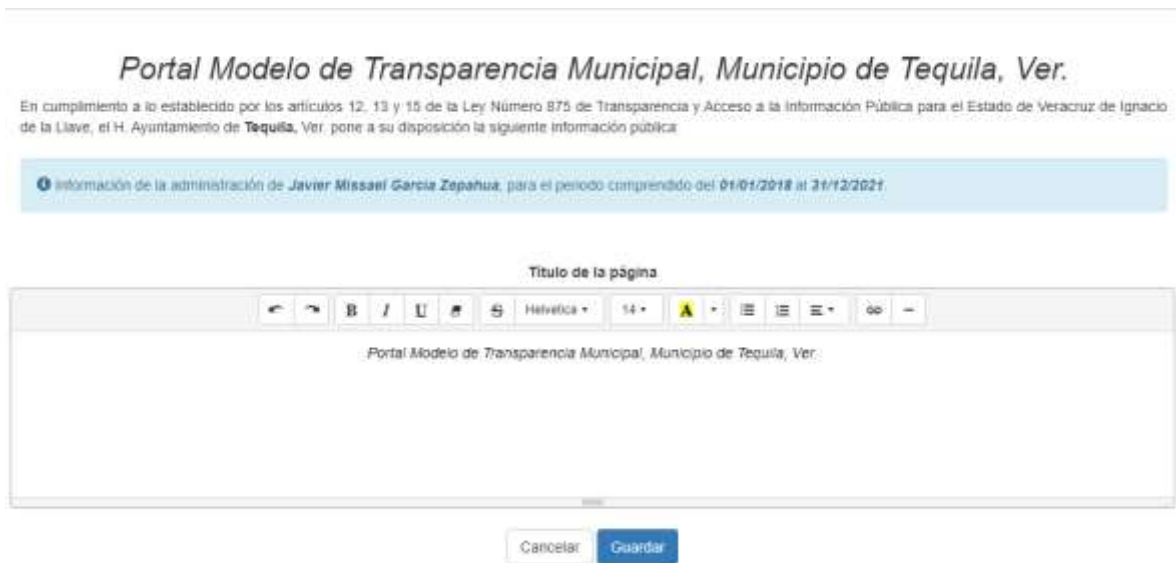 Portal Modelo de Transparencia Municipal, Municipio de Tequila, Ver.
En cumplimiento a lo establecido por los artículos 12, 13 y 15 de la Ley Número 875 de Transparencia y Acceso a la Información Pública para el Estado de Veracruz de Ignacio
de la Llave, el H. Ayuntamiento de Tequila, Ver. pone a su disposición la siguiente información pública:
Información de la administración de Javier Missael Garcia Zepahua, para el periodo comprendido del 01/01/2018 al 31/12/2021.
Título de la página
B I U S Helvetica 14 A
Portal Modelo de Transparencia Municipal, Municipio de Tequila, Ver.
Cancelar Guardar